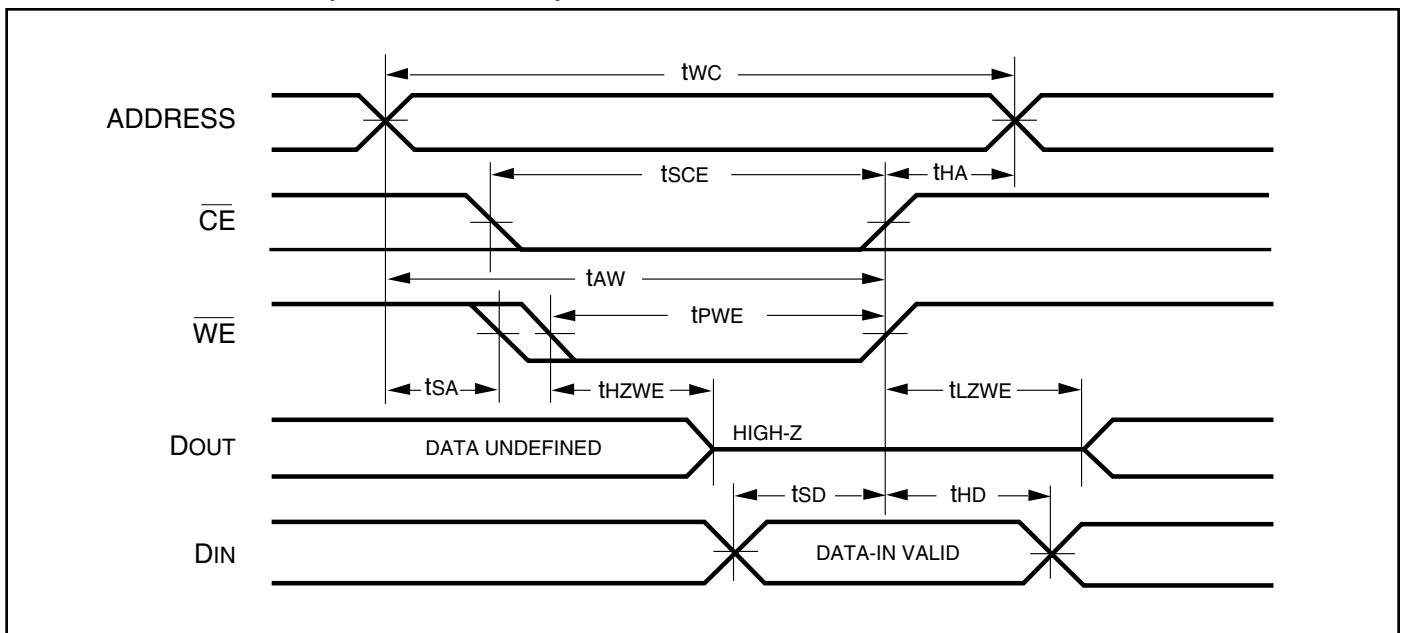 tWC
ADDRESS
tSCE
tHA
CE
tAW
tPWE
WE
tSA
tHZWE
tLZWE
HIGH-Z
DOUT
DATA UNDEFINED
tSD
tHD
DIN
DATA-IN VALID